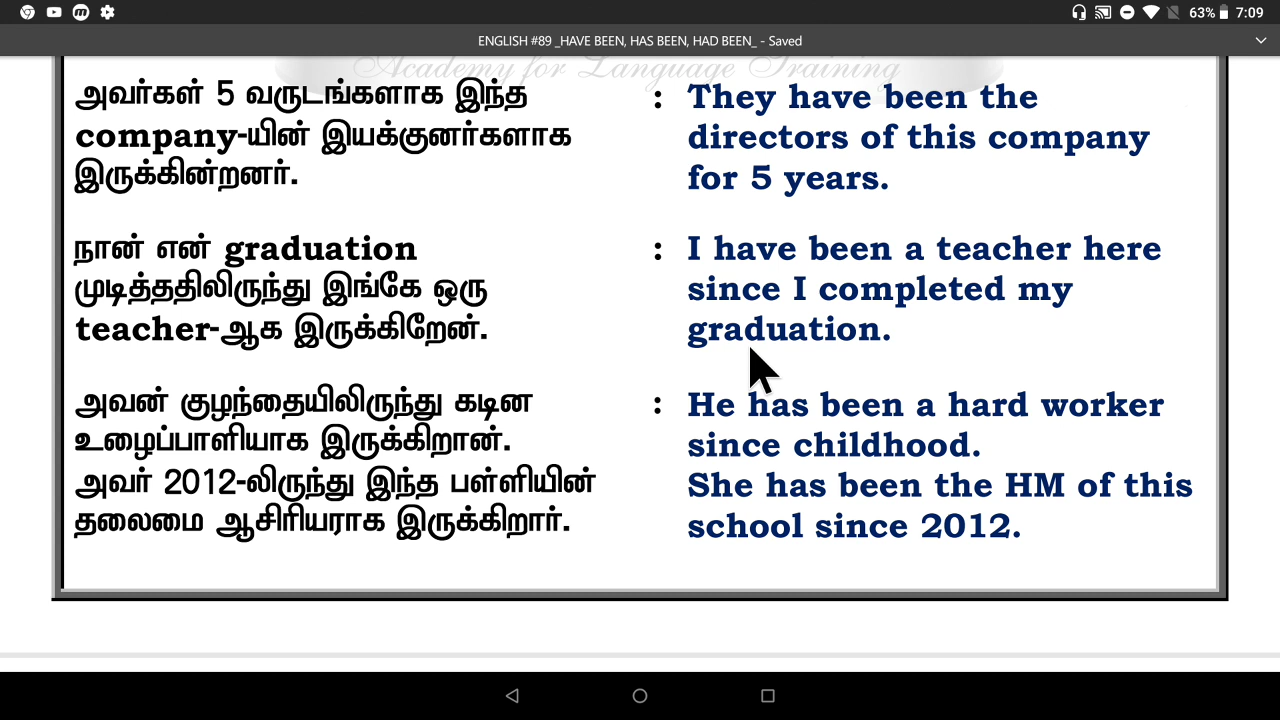 63% 7:09
ENGLISH #89 _HAVE BEEN, HAS BEEN, HAD BEEN_ - Saved
Academy for Language Training
அவர்கள் 5 வருடங்களாக இந்த : They have been the
company-யின் இயக்குனர்களாக directors of this company
இருக்கின்றனர். for 5 years.
நான் என் graduation : I have been a teacher here
முடித்ததிலிருந்து இங்கே ஒரு since I completed my
teacher-ஆக இருக்கிறேன். graduation.
அவன் குழந்தையிலிருந்து கடின : He has been a hard worker
உழைப்பாளியாக இருக்கிறான். since childhood.
அவர் 2012-லிருந்து இந்த பள்ளியின் She has been the HM of this
தலைமை ஆசிரியராக இருக்கிறார். school since 2012.